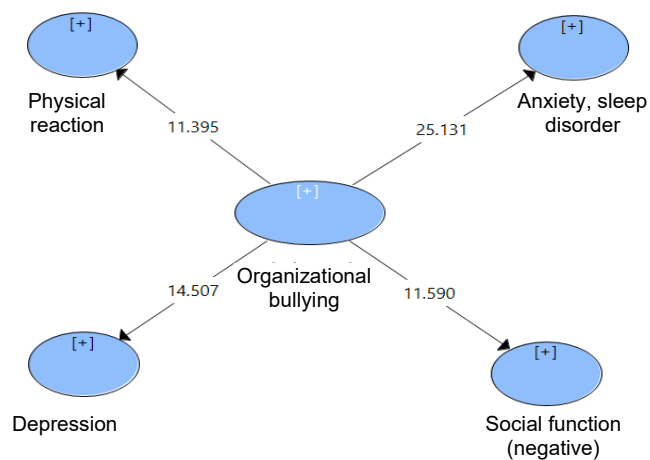 [+]
[+]
Physical
reaction
Anxiety, sleep
disorder
11.395
25.131
[+]
Organizational
bullying
14.507
11.590
[+]
[+]
Depression
Social function
(negative)